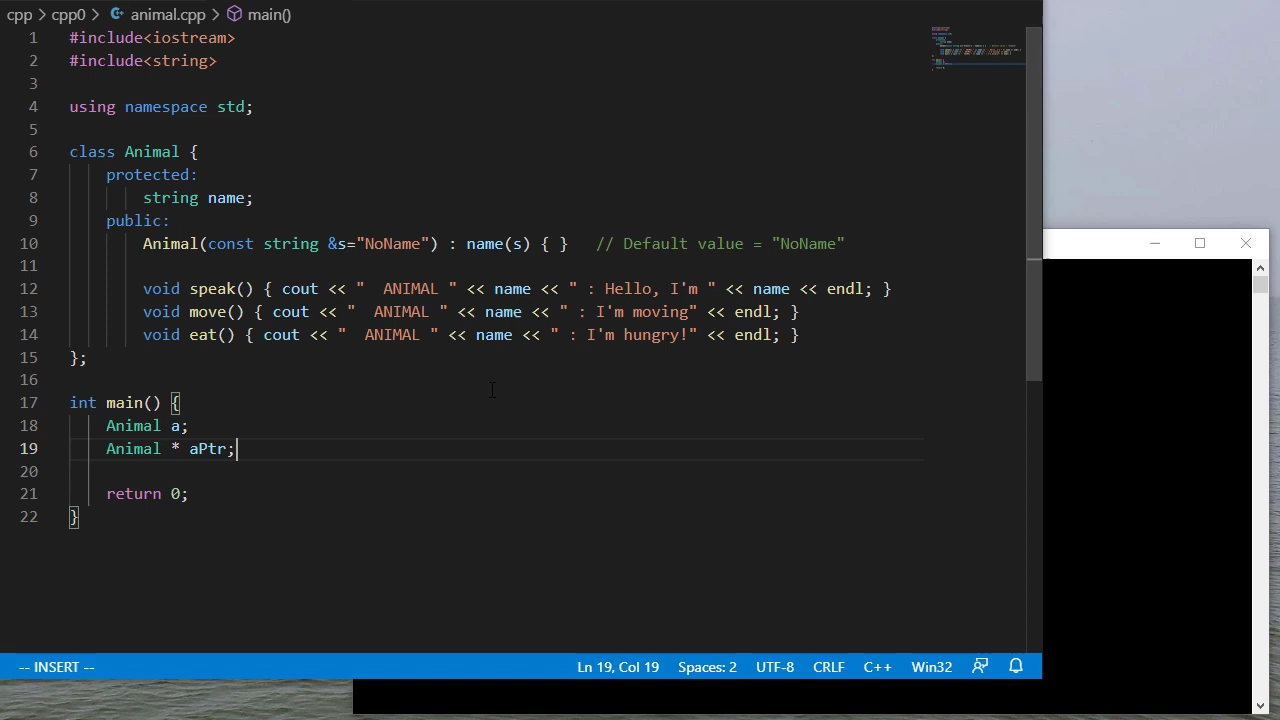 cpp > cpp0 > animal.cpp > main()
1 #include<iostream>
2 #include<string>
3
4 using namespace std;
5
6 class Animal {
7 protected:
8 string name;
9 public:
10 Animal(const string &s="NoName") : name(s) { } // Default value = "NoName"
11
12 void speak() { cout << "  ANIMAL " << name << " : Hello, I'm " << name << endl; }
13 void move() { cout << "  ANIMAL " << name << " : I'm moving" << endl; }
14 void eat() { cout << "  ANIMAL " << name << " : I'm hungry!" << endl; }
15 };
16
17 int main() {
18 Animal a;
19 Animal * aPtr;
20
21 return 0;
22 }
-- INSERT -- Ln 19, Col 19 Spaces: 2 UTF-8 CRLF C++ Win32